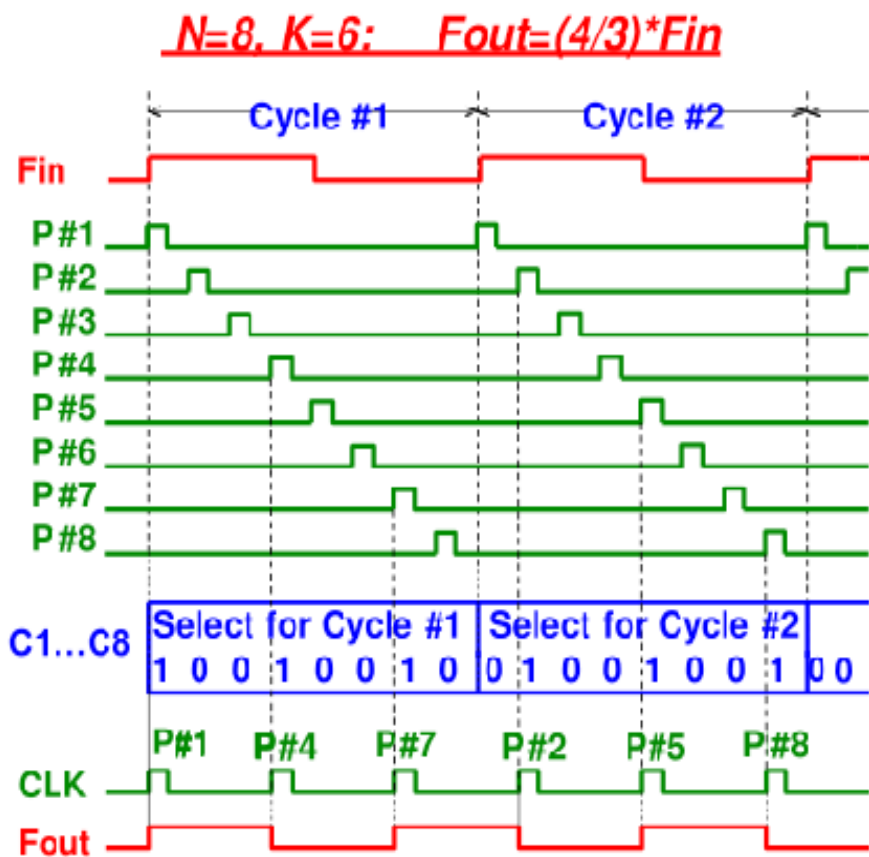 N=8, K=6: Fout=(4/3)*Fin
Cycle #1 Cycle #2
Fin
P#1
P#2
P#3
P#4
P#5
P#6
P#7
P#8
C1...C8
Select for Cycle #1 Select for Cycle #2
1 0 0 1 0 0 1 0 0 1 0 0 1 0 0 1 0 0
P#1 P#4 P#7 P#2 P#5 P#8
CLK
Fout